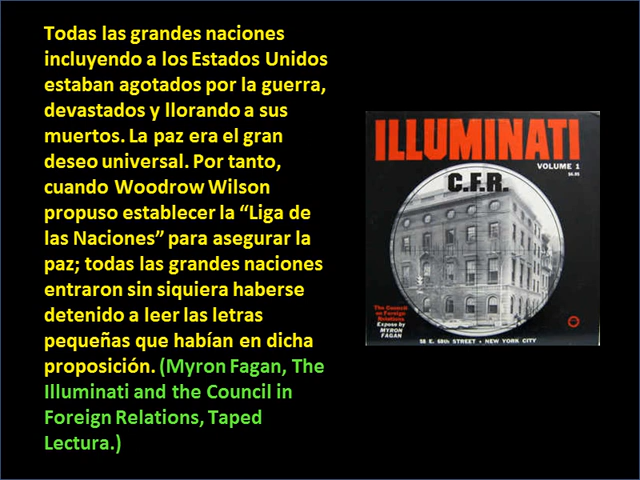 Todas las grandes naciones
incluyendo a los Estados Unidos
estaban agotados por la guerra,
devastados y llorando a sus
muertos. La paz era el gran
deseo universal. Por tanto,
cuando Woodrow Wilson
propuso establecer la “Liga de
las Naciones” para asegurar la
paz; todas las grandes naciones
entraron sin siquiera haberse
detenido a leer las letras
pequeñas que habían en dicha
proposición. (Myron Fagan, The
Illuminati and the Council in
Foreign Relations, Taped
Lectura.)
ILLUMINATI
VOLUME 1
$6.95
C.F.R.
The Council
on Foreign
Relations
Expose by
MYRON
FAGAN
58 E. 68th STREET • NEW YORK CITY